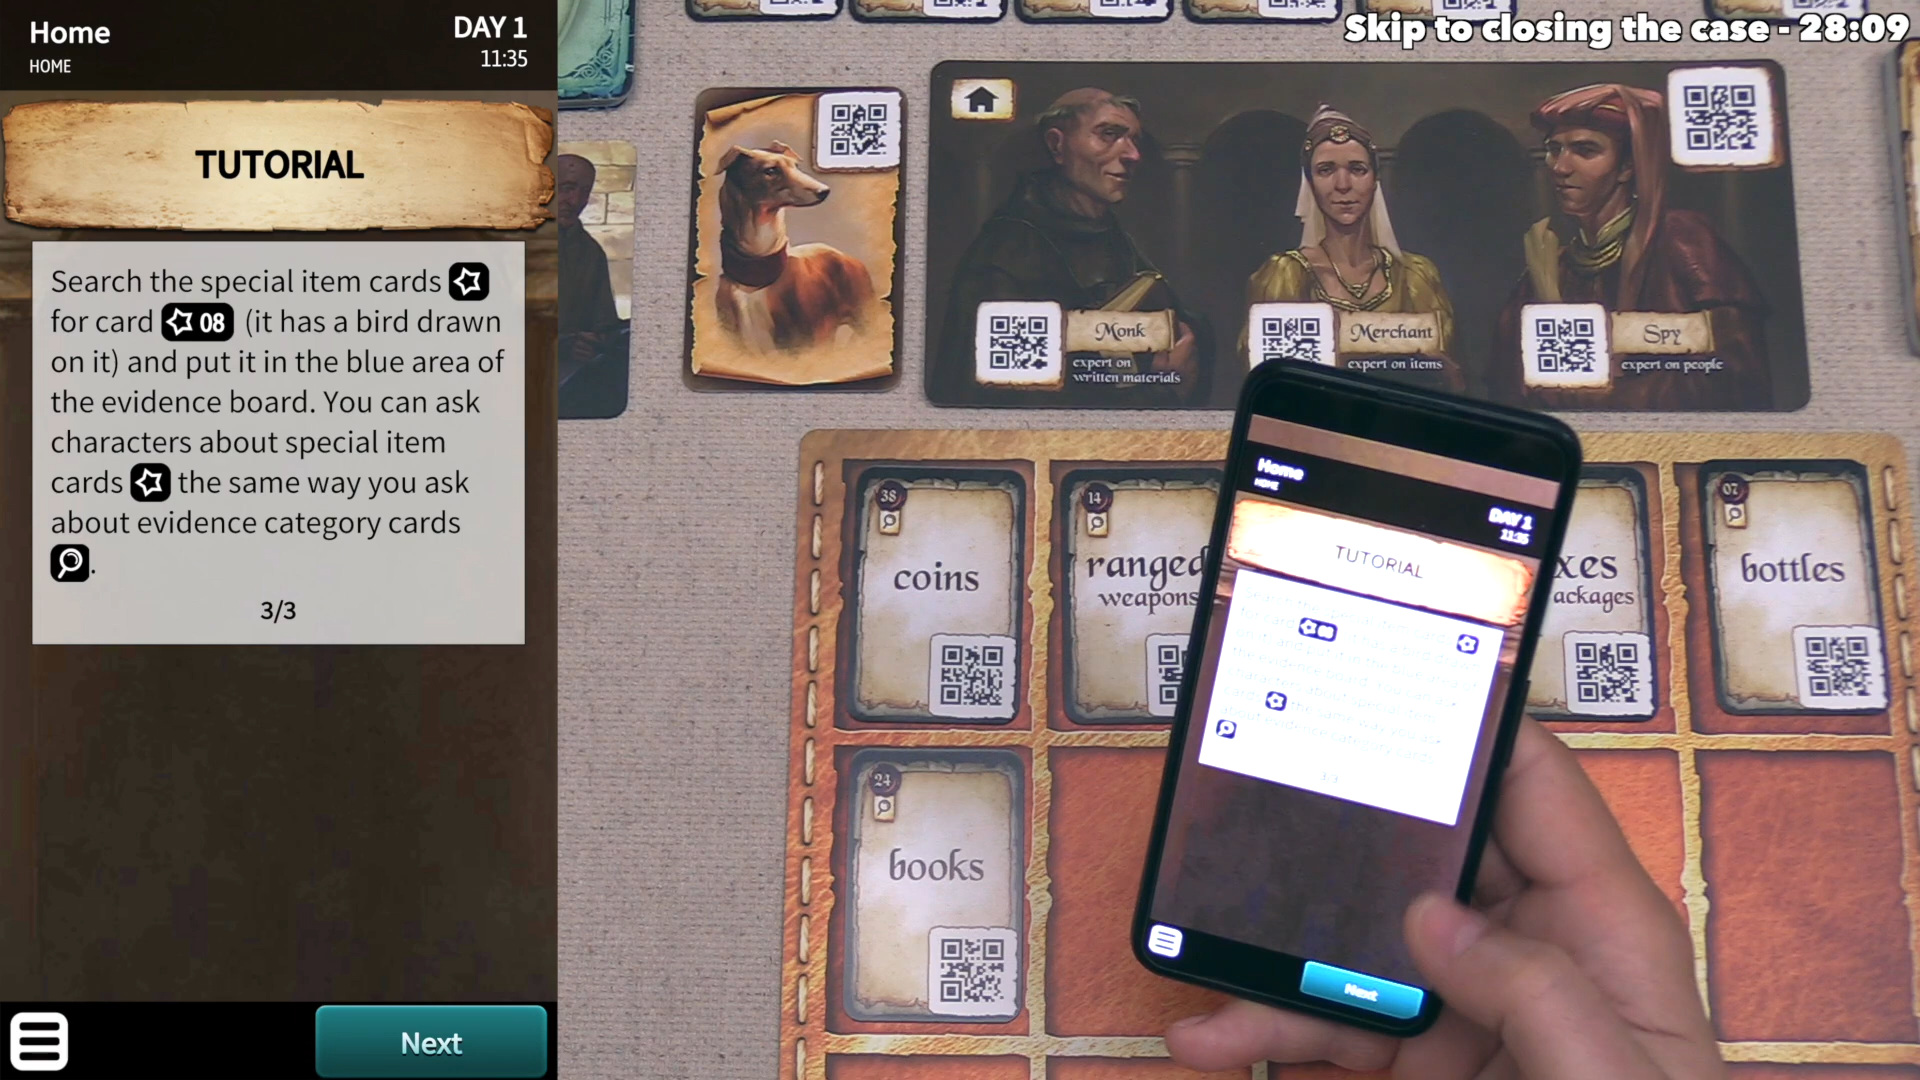 Home
HOME
DAY 1
11:35
TUTORIAL
Search the special item cards
for card 08 (it has a bird drawn
on it) and put it in the blue area of
the evidence board. You can ask
characters about special item
cards the same way you ask
about evidence category cards
.
3/3
Next
Skip to closing the case - 28:09
Monk
expert on
written materials
Merchant
expert on items
Spy
expert on people
38
coins
14
ranged
weapons
xes
ackages
07
bottles
24
books
Home
HOME
DAY 1
11:35
TUTORIAL
08
Next